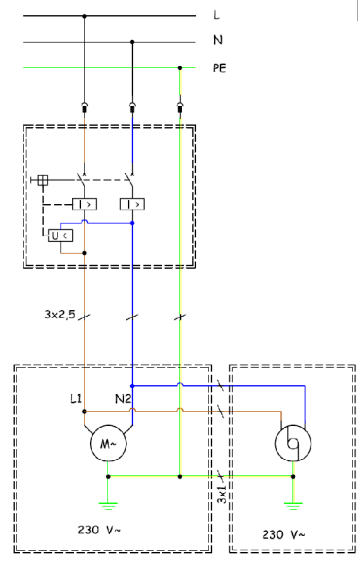 L
N
PE
I > I >
U <
3x2,5
L1 N2
M~
3x1
230 V~ 230 V~